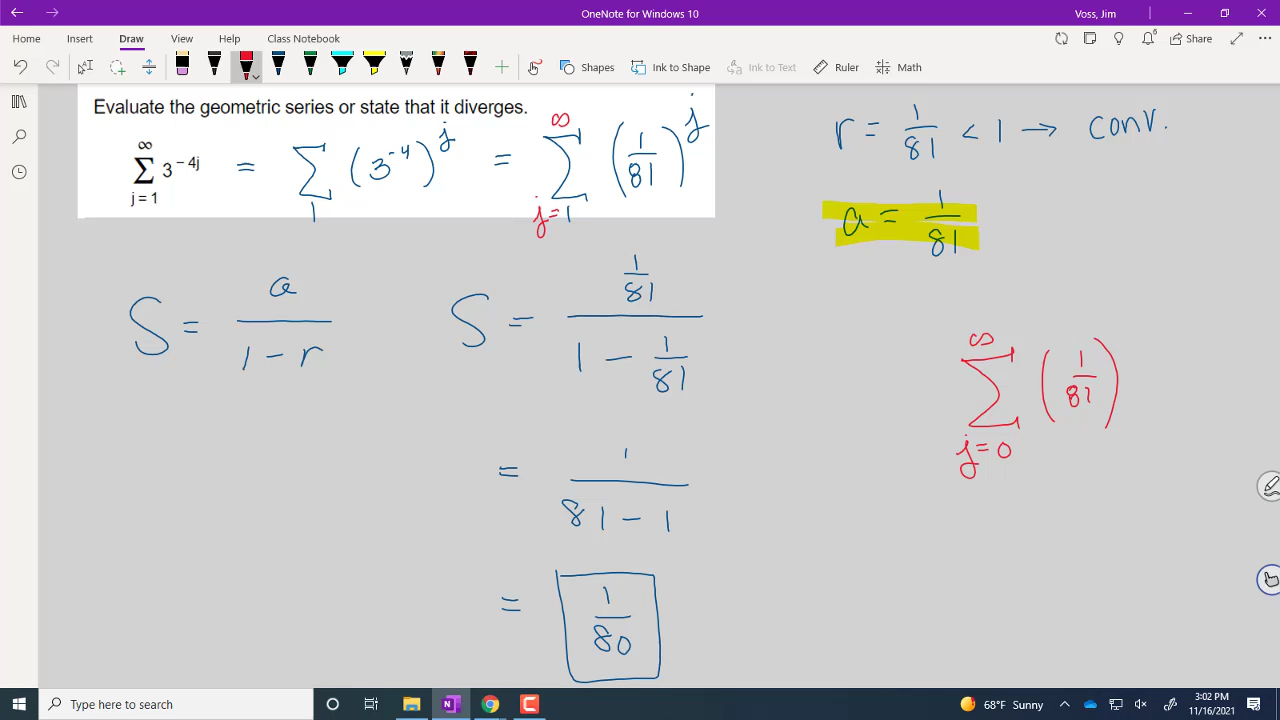 OneNote for Windows 10
Voss, Jim
Home Insert Draw View Help Class Notebook
6 Share
Shapes Ink to Shape Ink to Text Ruler Math
Evaluate the geometric series or state that it diverges.
∞ Σ j = 1 3^(-4j) = Σ 1 (3^-4)^j = ∞ Σ j=1 (1/81)^j
r = 1/81 < 1 → conv.
a = 1/81
S = a / (1 - r)
S = (1/81) / (1 - 1/81)
∞ Σ j=0 (1/81)
= 1 / (81 - 1)
= 1/80
Type here to search
68°F Sunny
3:02 PM
11/16/2021